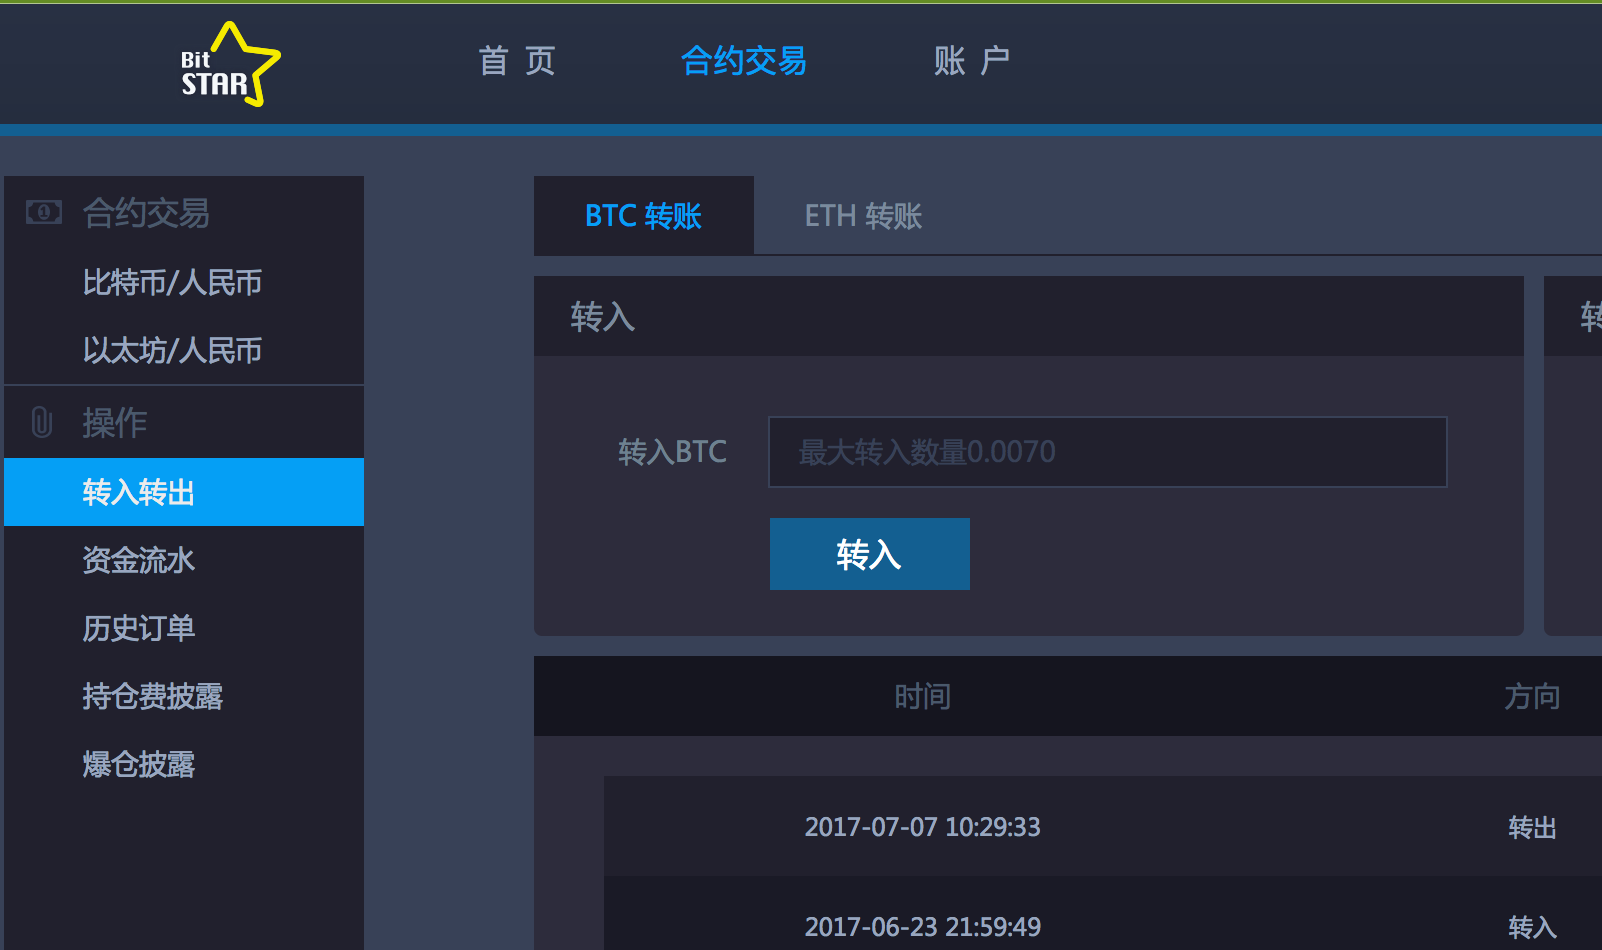 Bit
STAR
首 页
合约交易
账 户
合约交易
比特币/人民币
以太坊/人民币
操作
转入转出
资金流水
历史订单
持仓费披露
爆仓披露
BTC 转账
ETH 转账
转入
转入BTC
最大转入数量0.0070
转入
时间
方向
2017-07-07 10:29:33
转出
2017-06-23 21:59:49
转入